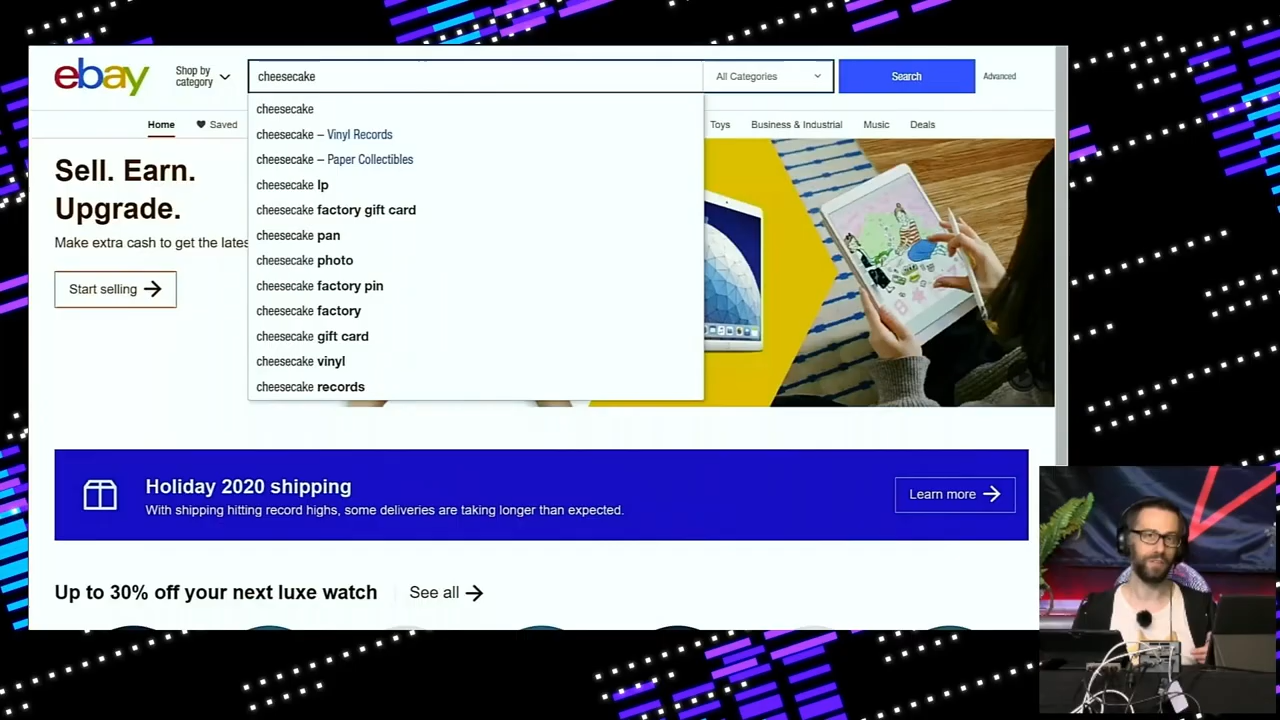 ebay
Shop by
category
cheesecake
All Categories
Search
Advanced
cheesecake
cheesecake – Vinyl Records
cheesecake – Paper Collectibles
cheesecake lp
cheesecake factory gift card
cheesecake pan
cheesecake photo
cheesecake factory pin
cheesecake factory
cheesecake gift card
cheesecake vinyl
cheesecake records
Home
Saved
Toys
Business & Industrial
Music
Deals
Sell. Earn.
Upgrade.
Make extra cash to get the lates
Start selling
Holiday 2020 shipping
With shipping hitting record highs, some deliveries are taking longer than expected.
Learn more
Up to 30% off your next luxe watch
See all